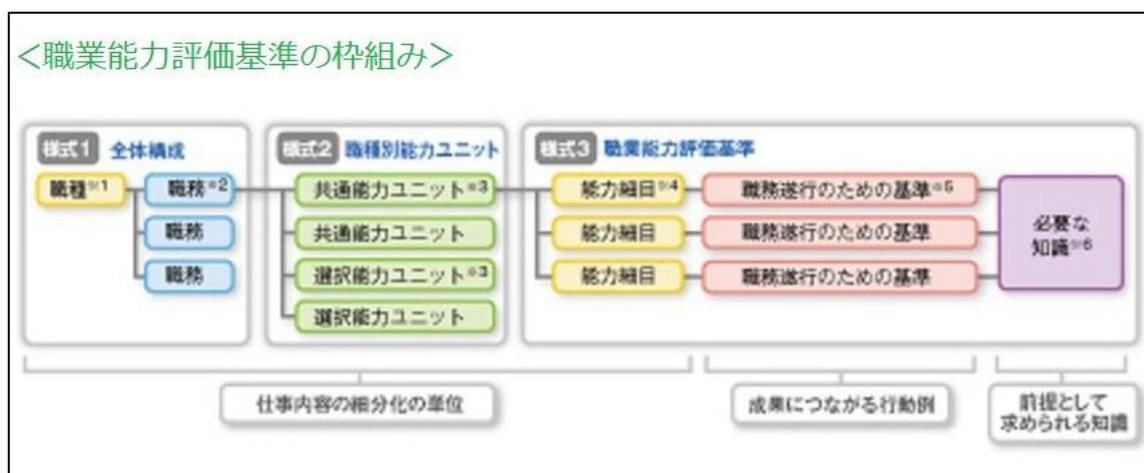 ＜職業能力評価基準の枠組み＞
様式1 全体構成
職種※1
職務※2
職務
職務
様式2 職種別能力ユニット
共通能力ユニット※3
共通能力ユニット
選択能力ユニット※3
選択能力ユニット
様式3 職業能力評価基準
能力細目※4
職務遂行のための基準※5
能力細目
職務遂行のための基準
能力細目
職務遂行のための基準
必要な
知識※6
仕事内容の細分化の単位
成果につながる行動例
前提として
求められる知識